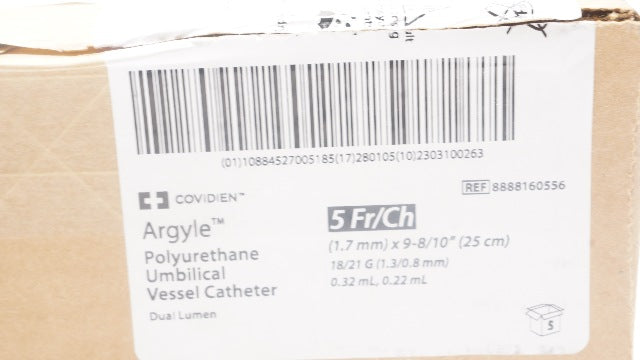 (01)10884527005185(17)280105(10)2303100263
COVIDIEN™
REF 8888160556
Argyle™
5 Fr/Ch
Polyurethane
Umbilical
Vessel Catheter
Dual Lumen
(1.7 mm) x 9-8/10" (25 cm)
18/21 G (1.3/0.8 mm)
0.32 mL, 0.22 mL
5